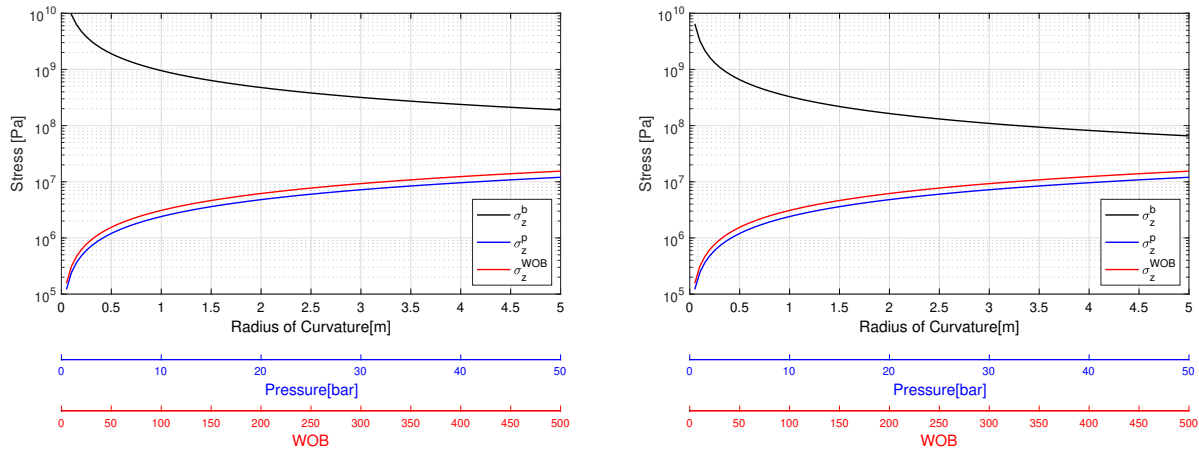 10^10
10^9
10^8
10^7
10^6
10^5
Stress [Pa]
σ_z^b
σ_z^p
σ_z^WOB
0 0.5 1 1.5 2 2.5 3 3.5 4 4.5 5
Radius of Curvature[m]
0 10 20 30 40 50
Pressure[bar]
0 50 100 150 200 250 300 350 400 450 500
WOB
10^10
10^9
10^8
10^7
10^6
10^5
Stress [Pa]
σ_z^b
σ_z^p
σ_z^WOB
0 0.5 1 1.5 2 2.5 3 3.5 4 4.5 5
Radius of Curvature[m]
0 10 20 30 40 50
Pressure[bar]
0 50 100 150 200 250 300 350 400 450 500
WOB